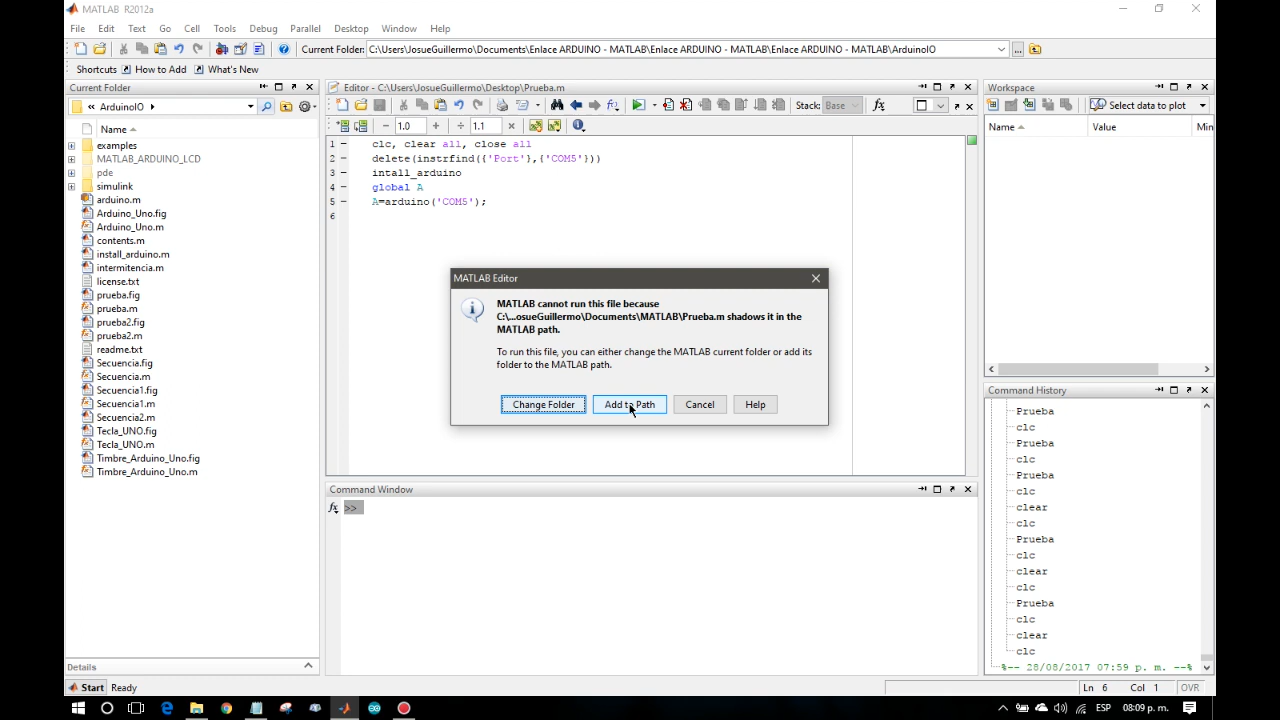 MATLAB R2012a
File Edit Text Go Cell Tools Debug Parallel Desktop Window Help
Current Folder: C:\Users\JosueGuillermo\Documents\Enlace ARDUINO - MATLAB\Enlace ARDUINO - MATLAB\Enlace ARDUINO - MATLAB\ArduinoIO
Shortcuts How to Add What's New
Current Folder
« ArduinoIO
Name
examples
MATLAB_ARDUINO_LCD
pde
simulink
arduino.m
Arduino_Uno.fig
Arduino_Uno.m
contents.m
install_arduino.m
intermitencia.m
license.txt
prueba.fig
prueba.m
prueba2.fig
prueba2.m
readme.txt
Secuencia.fig
Secuencia.m
Secuencia1.fig
Secuencia1.m
Secuencia2.m
Tecla_UNO.fig
Tecla_UNO.m
Timbre_Arduino_Uno.fig
Timbre_Arduino_Uno.m
Details
Editor - C:\Users\JosueGuillermo\Desktop\Prueba.m
Stack: Base fx
- 1.0 + ÷ 1.1 ×
1 - clc, clear all, close all
2 - delete(instrfind({'Port'},{'COM5'}))
3 - intall_arduino
4 - global A
5 - A=arduino('COM5');
6
MATLAB Editor
MATLAB cannot run this file because
C:\...osueGuillermo\Documents\MATLAB\Prueba.m shadows it in the
MATLAB path.
To run this file, you can either change the MATLAB current folder or add its
folder to the MATLAB path.
Change Folder Add to Path Cancel Help
Command Window
fx >>
Workspace
Select data to plot
Name Value Min
Command History
Prueba
clc
Prueba
clc
Prueba
clc
clear
clc
Prueba
clc
clear
clc
Prueba
clc
clear
clc
%-- 28/08/2017 07:59 p. m. --%
Start Ready
Ln 6 Col 1 OVR
ESP 08:09 p. m.